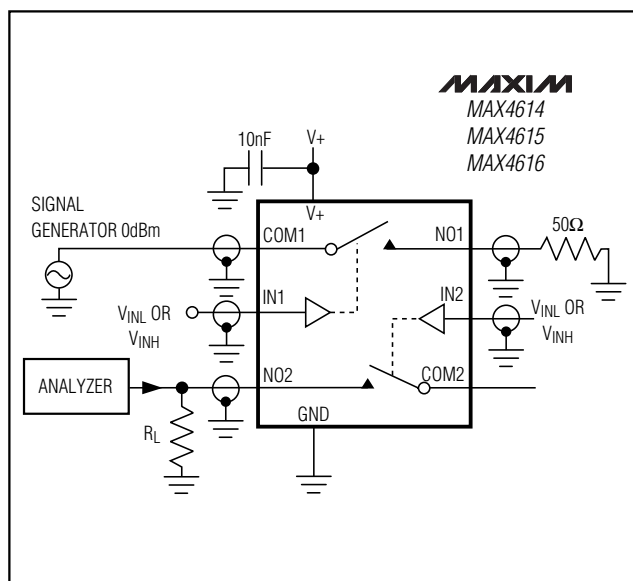 MAXIM
MAX4614
MAX4615
MAX4616
10nF
V+
V+
SIGNAL
GENERATOR 0dBm
COM1
NO1
50Ω
IN1
IN2
VINL OR
VINH
VINL OR
VINH
ANALYZER
NO2
COM2
RL
GND